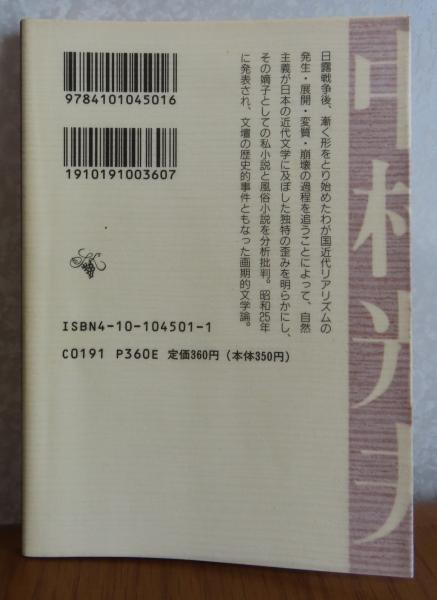 日露戦争後、漸く形をとり始めたわが国近代リアリズムの
発生・展開・変質・崩壊の過程を追うことによって、自然
主義が日本の近代文学に及ぼした独特の歪みを明らかにし、
その嫡子としての私小説と風俗小説を分析批判。昭和25年
に発表され、文壇の歴史的事件ともなった画期的文学論。
中村光夫
9784101045016
1910191003607
ISBN4-10-104501-1
C0191 P360E 定価360円(本体350円)